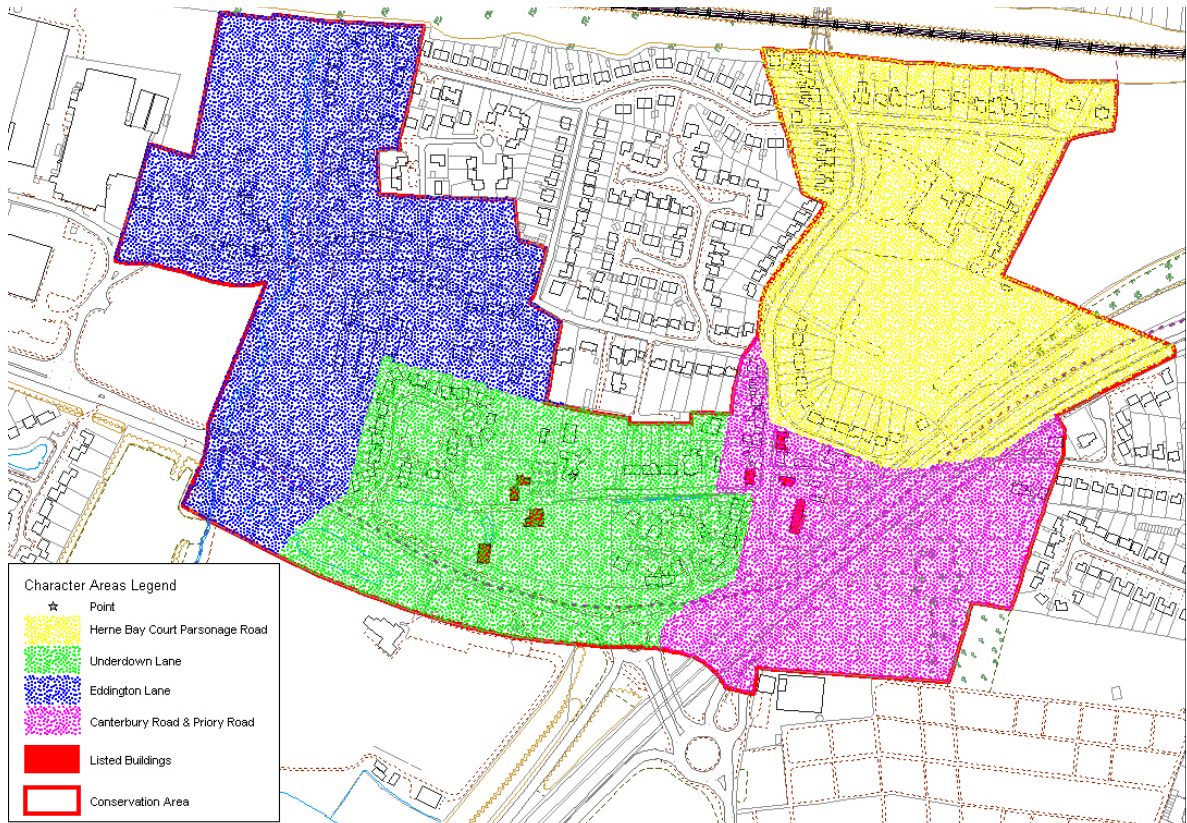 Character Areas Legend
Point
Herne Bay Court Parsonage Road
Underdown Lane
Eddington Lane
Canterbury Road & Priory Road
Listed Buildings
Conservation Area